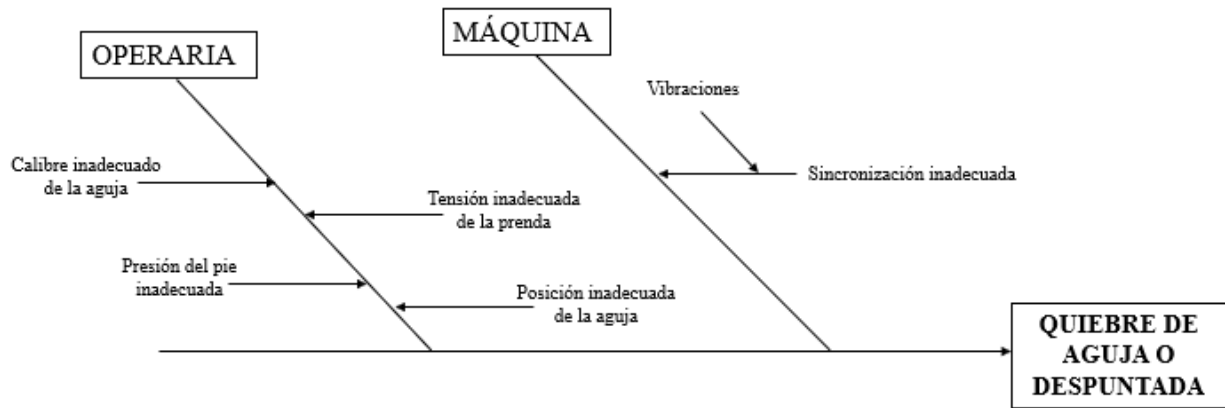 MÁQUINA
OPERARIA
Vibraciones
Calibre inadecuado
de la aguja
Sincronización inadecuada
Tensión inadecuada
de la prenda
Presión del pie
inadecuada
Posición inadecuada
de la aguja
QUIEBRE DE
AGUJA O
DESPUNTADA